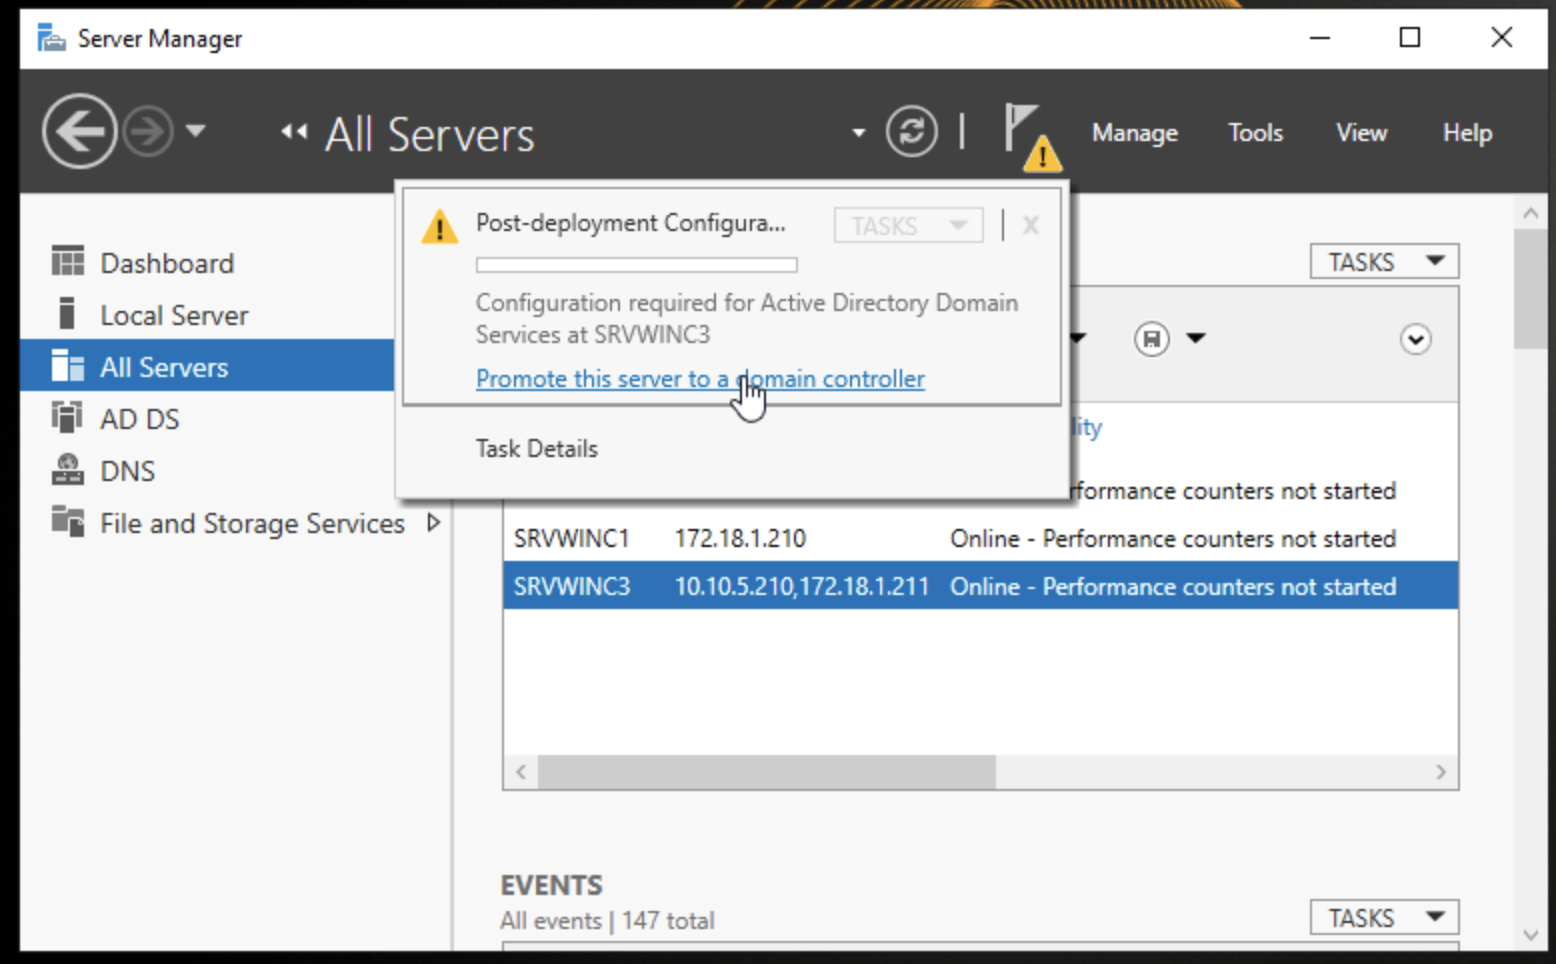 Server Manager
All Servers
Manage Tools View Help
Post-deployment Configura... TASKS X
Configuration required for Active Directory Domain
Services at SRVWINC3
Promote this server to a domain controller
Task Details
Dashboard
Local Server
All Servers
AD DS
DNS
File and Storage Services
TASKS
SRVWINC1 172.18.1.210 Online - Performance counters not started
SRVWINC3 10.10.5.210,172.18.1.211 Online - Performance counters not started
counters not started
EVENTS
All events | 147 total
TASKS